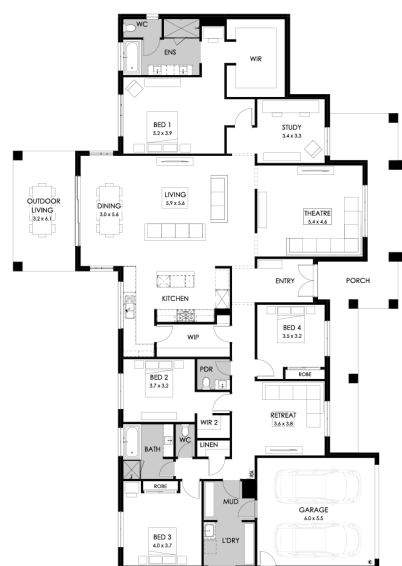 WC
ENS
WIR
BED 1
5.2 x 3.9
STUDY
3.4 x 3.3
OUTDOOR
LIVING
3.2 x 6.1
DINING
3.0 x 5.6
LIVING
5.9 x 5.6
THEATRE
5.4 x 4.6
ENTRY
PORCH
KITCHEN
WIP
BED 4
3.5 x 3.2
PDR
ROBE
BED 2
3.7 x 3.2
WIR 2
RETREAT
3.6 x 3.8
BATH
WC
LINEN
ROBE
MUD
GARAGE
6.0 x 5.5
BED 3
4.0 x 3.7
L'DRY